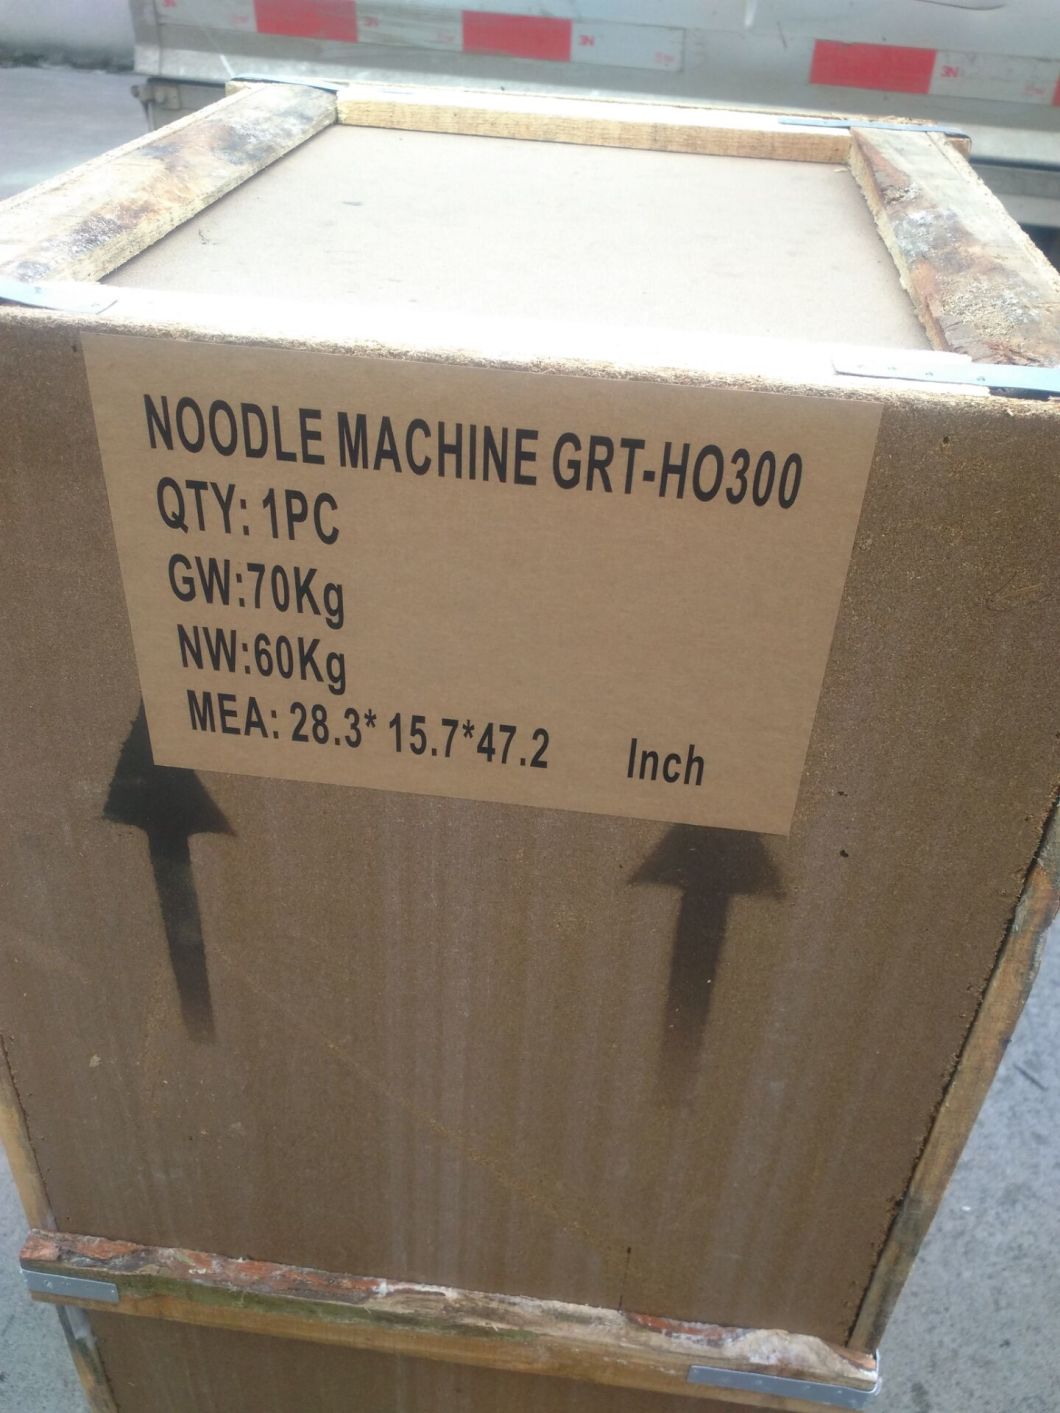 NOODLE MACHINE GRT-HO300
QTY: 1PC
GW:70Kg
NW:60Kg
MEA: 28.3* 15.7*47.2 Inch